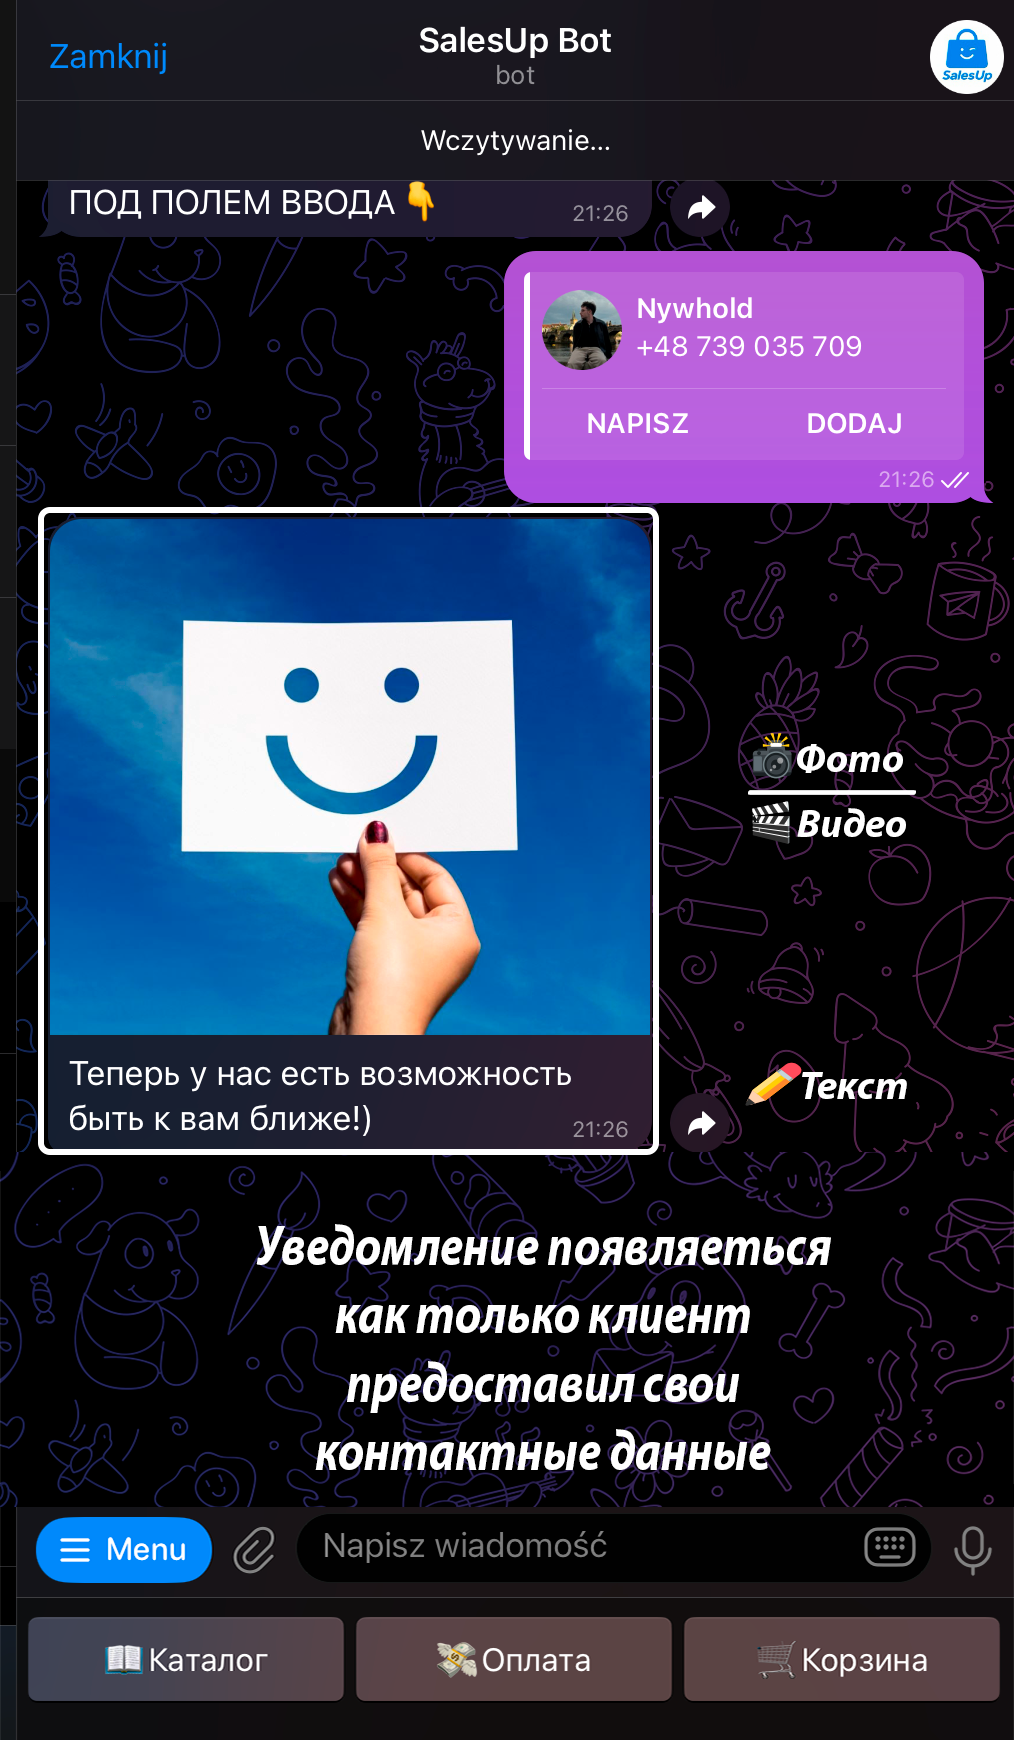 Zamknij
SalesUp Bot
bot
SalesUp
Wczytywanie...
ПОД ПОЛЕМ ВВОДА 👇
21:26
Nywhold
+48 739 035 709
NAPISZ DODAJ
21:26
📸Фото
🎬Видео
Теперь у нас есть возможность
быть к вам ближе!)
21:26
✏️Текст
Уведомление появляеться
как только клиент
предоставил свои
контактные данные
Menu
Napisz wiadomość
📖Каталог
💸Оплата
🛒Корзина